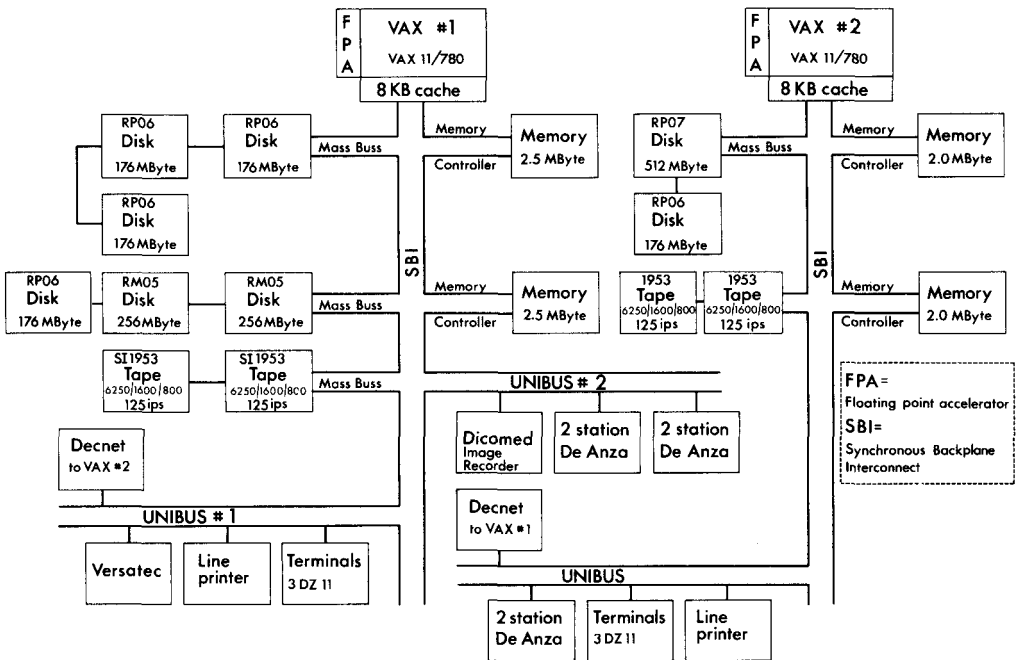 F
P
A
VAX #1
VAX 11/780
8 KB cache
RP06
Disk
176 MByte
RP06
Disk
176 MByte
Mass Buss
Memory
Controller
Memory
2.5 MByte
RP06
Disk
176 MByte
SBI
RP06
Disk
176 MByte
RM05
Disk
256 MByte
RM05
Disk
256 MByte
Mass Buss
Memory
Controller
Memory
2.5 MByte
SI1953
Tape
6250/1600/800
125 ips
SI1953
Tape
6250/1600/800
125 ips
Mass Buss
UNIBUS # 2
Dicomed
Image
Recorder
2 station
De Anza
2 station
De Anza
Decnet
to VAX #2
UNIBUS # 1
Versatec
Line
printer
Terminals
3 DZ 11
F
P
A
VAX #2
VAX 11/780
8 KB cache
RP07
Disk
512 MByte
Mass Buss
Memory
Controller
Memory
2.0 MByte
RP06
Disk
176 MByte
SBI
1953
Tape
6250/1600/800
125 ips
1953
Tape
6250/1600/800
125 ips
Memory
Controller
Memory
2.0 MByte
Decnet
to VAX #1
UNIBUS
2 station
De Anza
Terminals
3 DZ 11
Line
printer
FPA=
Floating point accelerator
SBI=
Synchronous Backplane
Interconnect